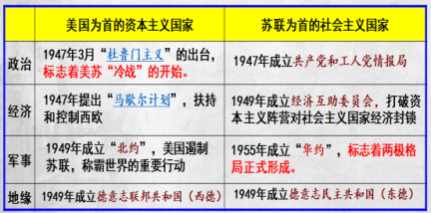 美国为首的资本主义国家
苏联为首的社会主义国家
政治
1947年3月“杜鲁门主义”的出台，
标志着美苏“冷战”的开始。
1947年成立共产党和工人党情报局
经济
1947年提出“马歇尔计划”，扶持
和控制西欧
1949年成立经济互助委员会，打破资
本主义阵营对社会主义国家经济封锁
军事
1949年成立“北约”，美国遏制
苏联，称霸世界的重要行动
1955年成立“华约”，标志着两极格
局正式形成。
地缘
1949年成立德意志联邦共和国（西德）
1949年成立德意志民主共和国（东德）